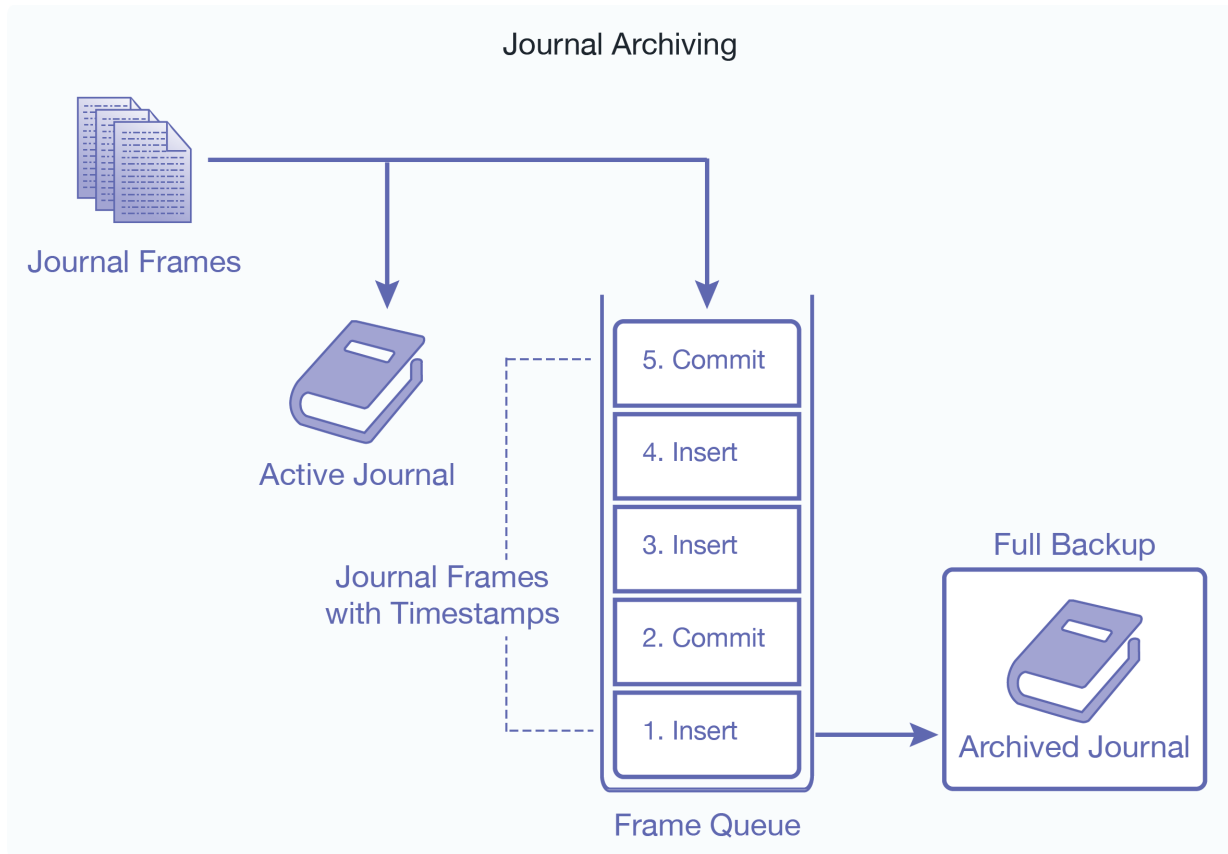 Journal Archiving
Journal Frames
Active Journal
Journal Frames
with Timestamps
5. Commit
4. Insert
3. Insert
2. Commit
1. Insert
Frame Queue
Full Backup
Archived Journal